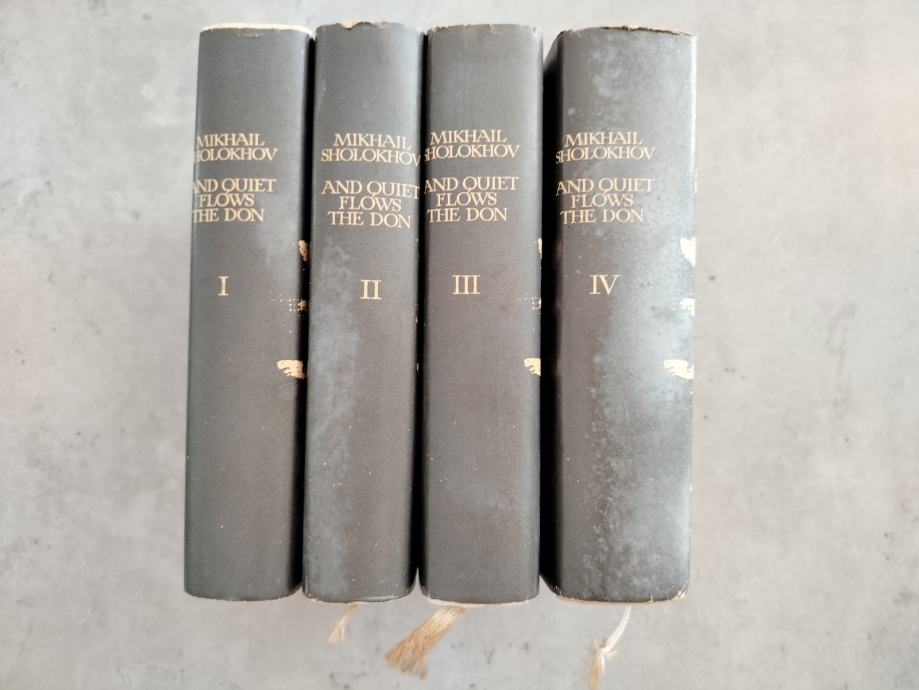 MIKHAIL
SHOLOKHOV
AND QUIET
FLOWS
THE DON
I
MIKHAIL
SHOLOKHOV
AND QUIET
FLOWS
THE DON
II
MIKHAIL
SHOLOKHOV
AND QUIET
FLOWS
THE DON
III
MIKHAIL
SHOLOKHOV
AND QUIET
FLOWS
THE DON
IV